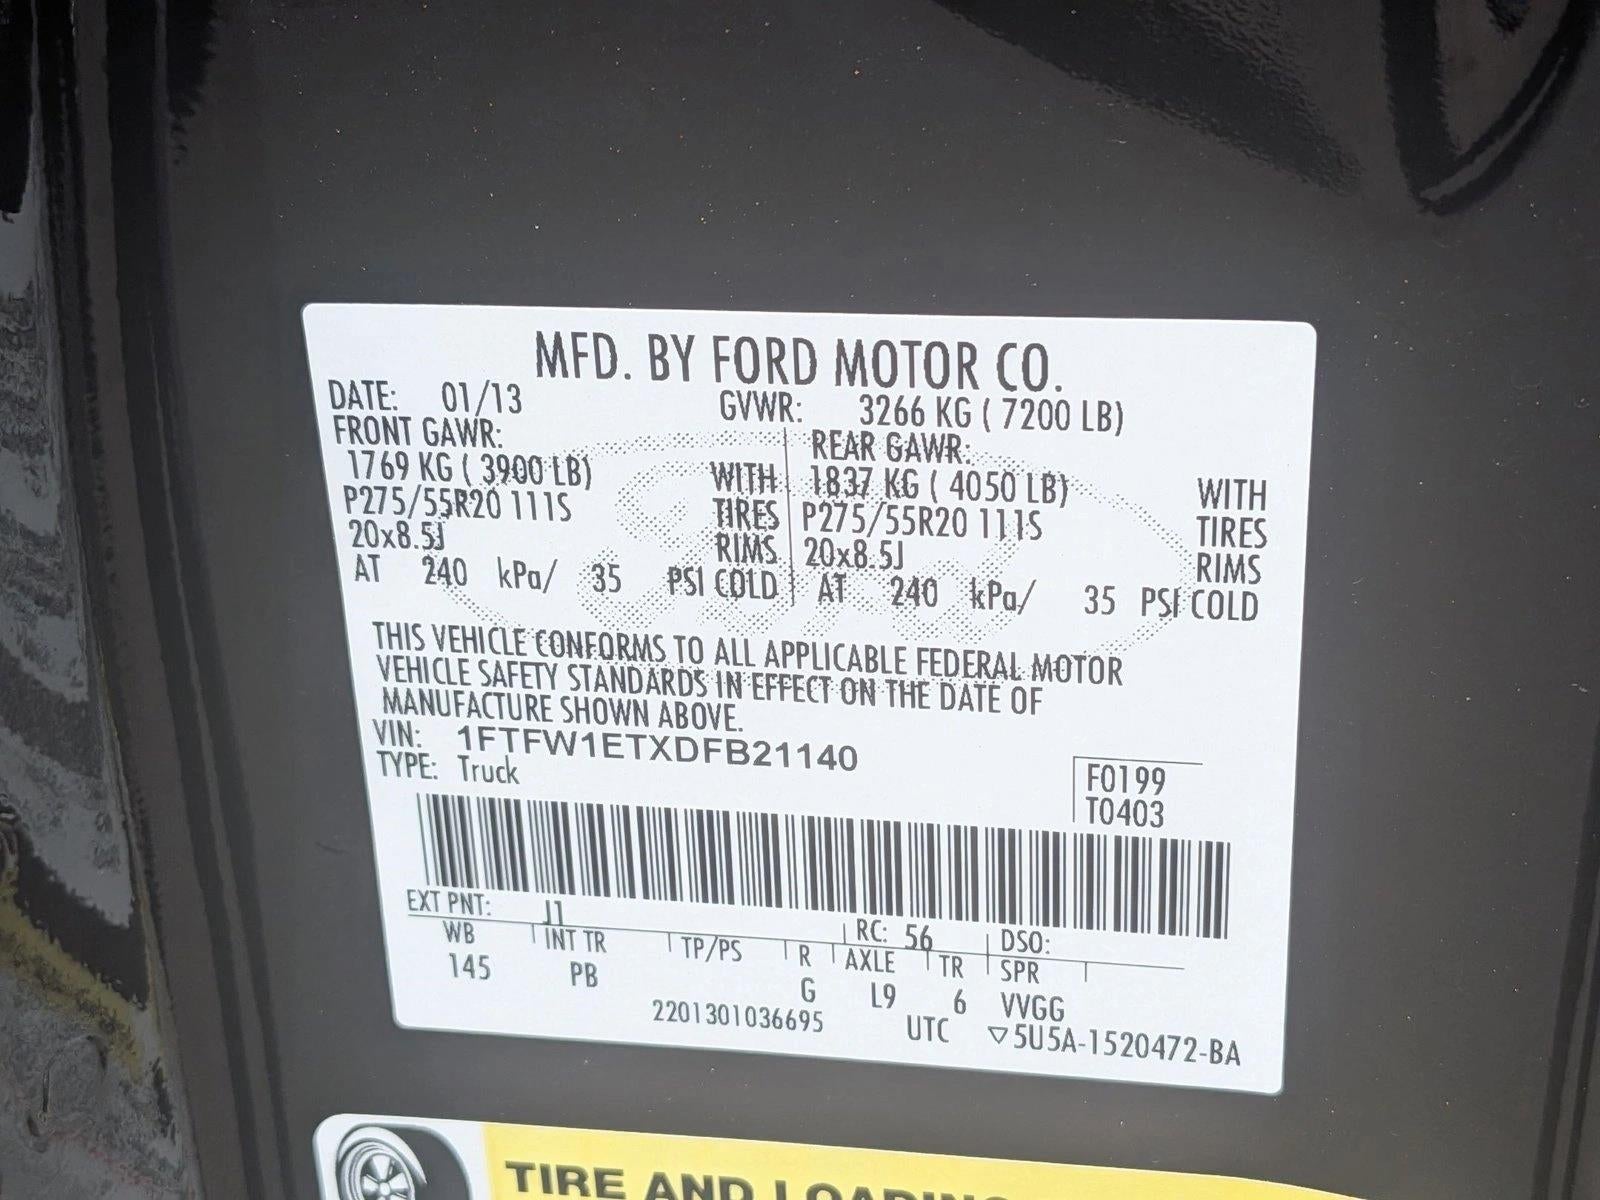 MFD. BY FORD MOTOR CO.
DATE: 01/13 GVWR: 3266 KG ( 7200 LB)
FRONT GAWR: REAR GAWR:
1769 KG ( 3900 LB) WITH 1837 KG ( 4050 LB) WITH
P275/55R20 111S TIRES P275/55R20 111S TIRES
20x8.5J RIMS 20x8.5J RIMS
AT 240 kPa/ 35 PSI COLD AT 240 kPa/ 35 PSI COLD
THIS VEHICLE CONFORMS TO ALL APPLICABLE FEDERAL MOTOR
VEHICLE SAFETY STANDARDS IN EFFECT ON THE DATE OF
MANUFACTURE SHOWN ABOVE.
VIN: 1FTFW1ETXDFB21140
TYPE: Truck F0199
T0403
EXT PNT: J1 RC: 56 DSO:
WB INT TR TP/PS R AXLE TR SPR
145 PB G L9 6 VVGG
2201301036695 UTC ▽5U5A-1520472-BA
TIRE AND LOADING